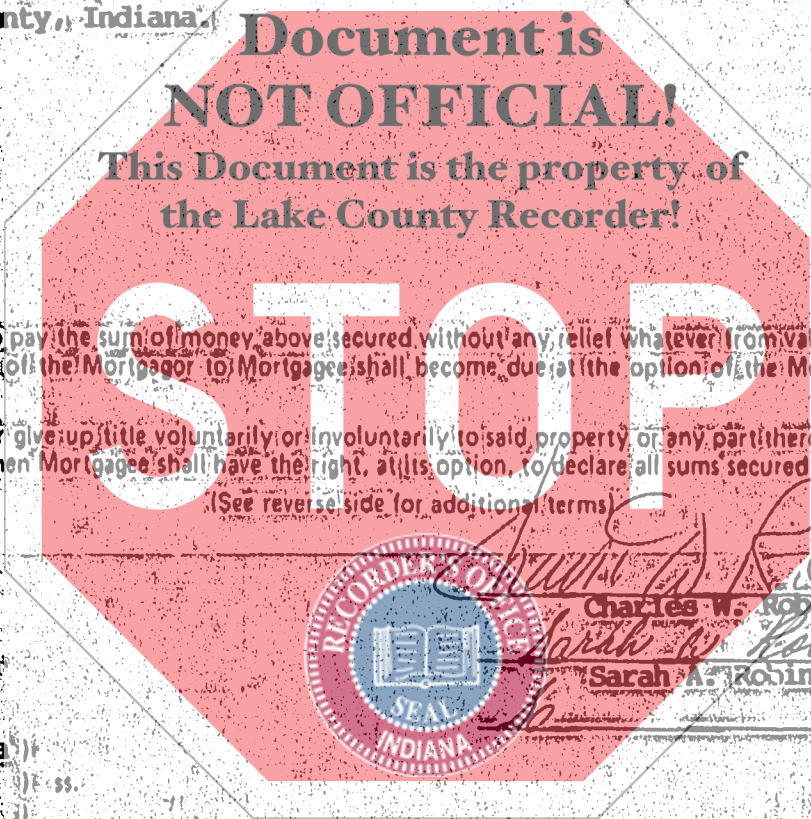 nty, Indiana.
Document is
NOT OFFICIAL!
This Document is the property of
the Lake County Recorder!
STOP
pay the sum of money above secured without any relief whatever from va
of the Mortgagor to Mortgagee shall become due at the option of the M
give up title voluntarily or involuntarily to said property or any part
en Mortgagee shall have the right, at its option, to declare all sums secured
(See reverse side for additional terms)
Charles W. Rob
Sarah A. Robin
RECORDER'S OFFICE
SEAL
INDIANA
ss.